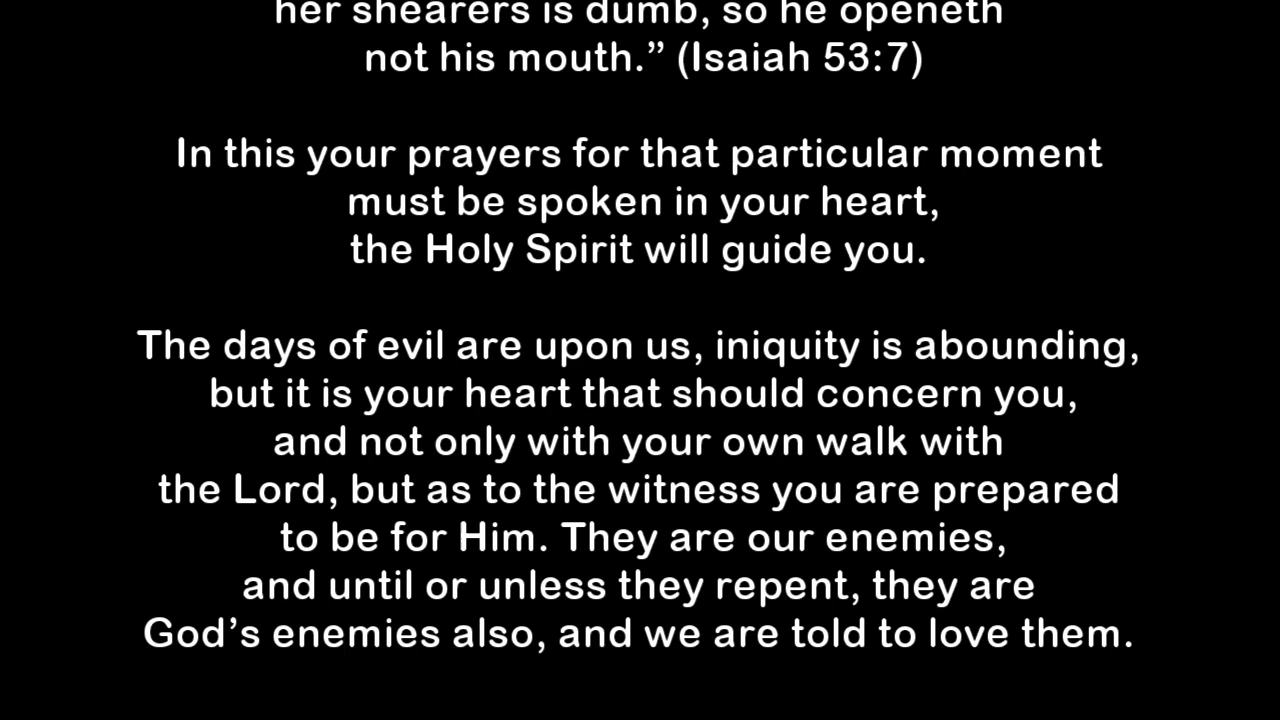 her shearers is dumb, so he openeth
not his mouth.” (Isaiah 53:7)
In this your prayers for that particular moment
must be spoken in your heart,
the Holy Spirit will guide you.
The days of evil are upon us, iniquity is abounding,
but it is your heart that should concern you,
and not only with your own walk with
the Lord, but as to the witness you are prepared
to be for Him. They are our enemies,
and until or unless they repent, they are
God’s enemies also, and we are told to love them.